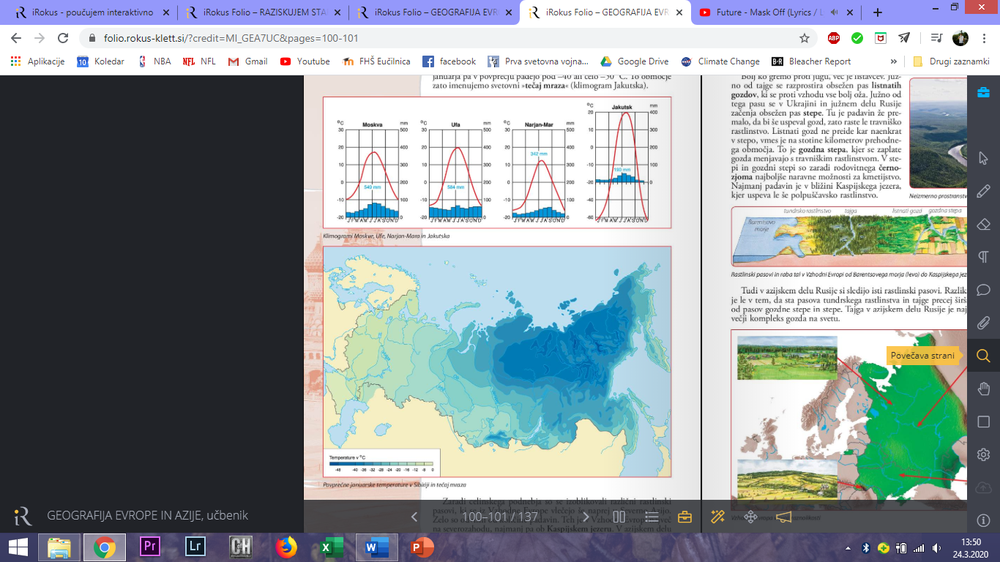 iRokus - poučujem interaktivno
iRokus Folio – RAZISKUJEM STA
iRokus Folio – GEOGRAFIJA EVR
iRokus Folio – GEOGRAFIJA EVR
Future - Mask Off (Lyrics / L
folio.rokus-klett.si/?credit=MI_GEA7UC&pages=100-101
ABP
Aplikacije
10 Koledar
NBA
NFL NFL
Gmail
Youtube
FHŠ Eučilnica
facebook
Prva svetovna vojna...
Google Drive
Climate Change
B/R Bleacher Report
»
Drugi zaznamki
januarja pa v povprečju padejo pod –40 ali celo –50 °C. To območje
zato imenujemo svetovni »tečaj mraza« (klimogram Jakutska).
°C Moskva mm
30 500
20 400
10 300
0 200
-10 100
-20 0
549 mm
J F M A M J J A S O N D
°C Ufa mm
30 500
20 400
10 300
0 200
-10 100
-20 0
584 mm
J F M A M J J A S O N D
°C Narjan-Mar mm
30 500
20 400
10 300
0 200
-10 100
-20 0
342 mm
J F M A M J J A S O N D
°C Jakutsk mm
20 400
0 300
-20 200
-40 100
-60 0
190 mm
J F M A M J J A S O N D
Klimogrami Moskve, Ufe, Narjan-Mara in Jakutska
Temperature v °C
-48 -40 -36 -32 -28 -24 -20 -16 -12 -8 0
Povprečne januarske temperature v Sibiriji in tečaj mraza
Zaradi celinskega podnebja so se izoblikovali različni rastlinski
pasovi, ki se iz Vzhodne Evrope vlečejo še naprej v Severno Azijo.
na severozahodu, najmanj pa ob Kaspijskem jezeru. V azijskem delu
Bolj ko gremo proti jugu, več je listavcev. Juž-
no od tajge se razprostira obsežen pas listnatih
gozdov, ki se proti vzhodu vse bolj oža. Južno od
tega pasu se v Ukrajini in južnem delu Rusije
začenja obsežen pas stepe. Tu je padavin že pre-
malo, da bi še uspeval gozd, zato raste le travniško
rastlinstvo. Listnati gozd ne preide kar naenkrat
v stepo, vmes je na stotine kilometrov prehodne-
ga območja. To je gozdna stepa, kjer se zaplate
gozda menjavajo s travniškim rastlinstvom. V ste-
pi in gozdni stepi so zaradi rodovitnega černo-
zjoma najboljše naravne možnosti za kmetijstvo.
Najmanj padavin je v bližini Kaspijskega jezera,
kjer uspeva le še polpuščavsko rastlinstvo.
Neizmerno prostranstv
tundrsko rastlinstvo tajga listnati gozd gozdna stepa
Barentsovo
morje
Rastlinski pasovi in raba tal v Vzhodni Evropi od Barentsovega morja (levo) do Kaspijskega jez
Tudi v azijskem delu Rusije si sledijo isti rastlinski pasovi. Razlik
je le v tem, da sta pasova tundrskega rastlinstva in tajge precej širš
od pasov gozdne stepe in stepe. Tajga v azijskem delu Rusije je naj
večji kompleks gozda na svetu.
Povečava strani
GEOGRAFIJA EVROPE IN AZIJE, učbenik
100–101 / 137
Pr
Lr
13:50
24.3.2020